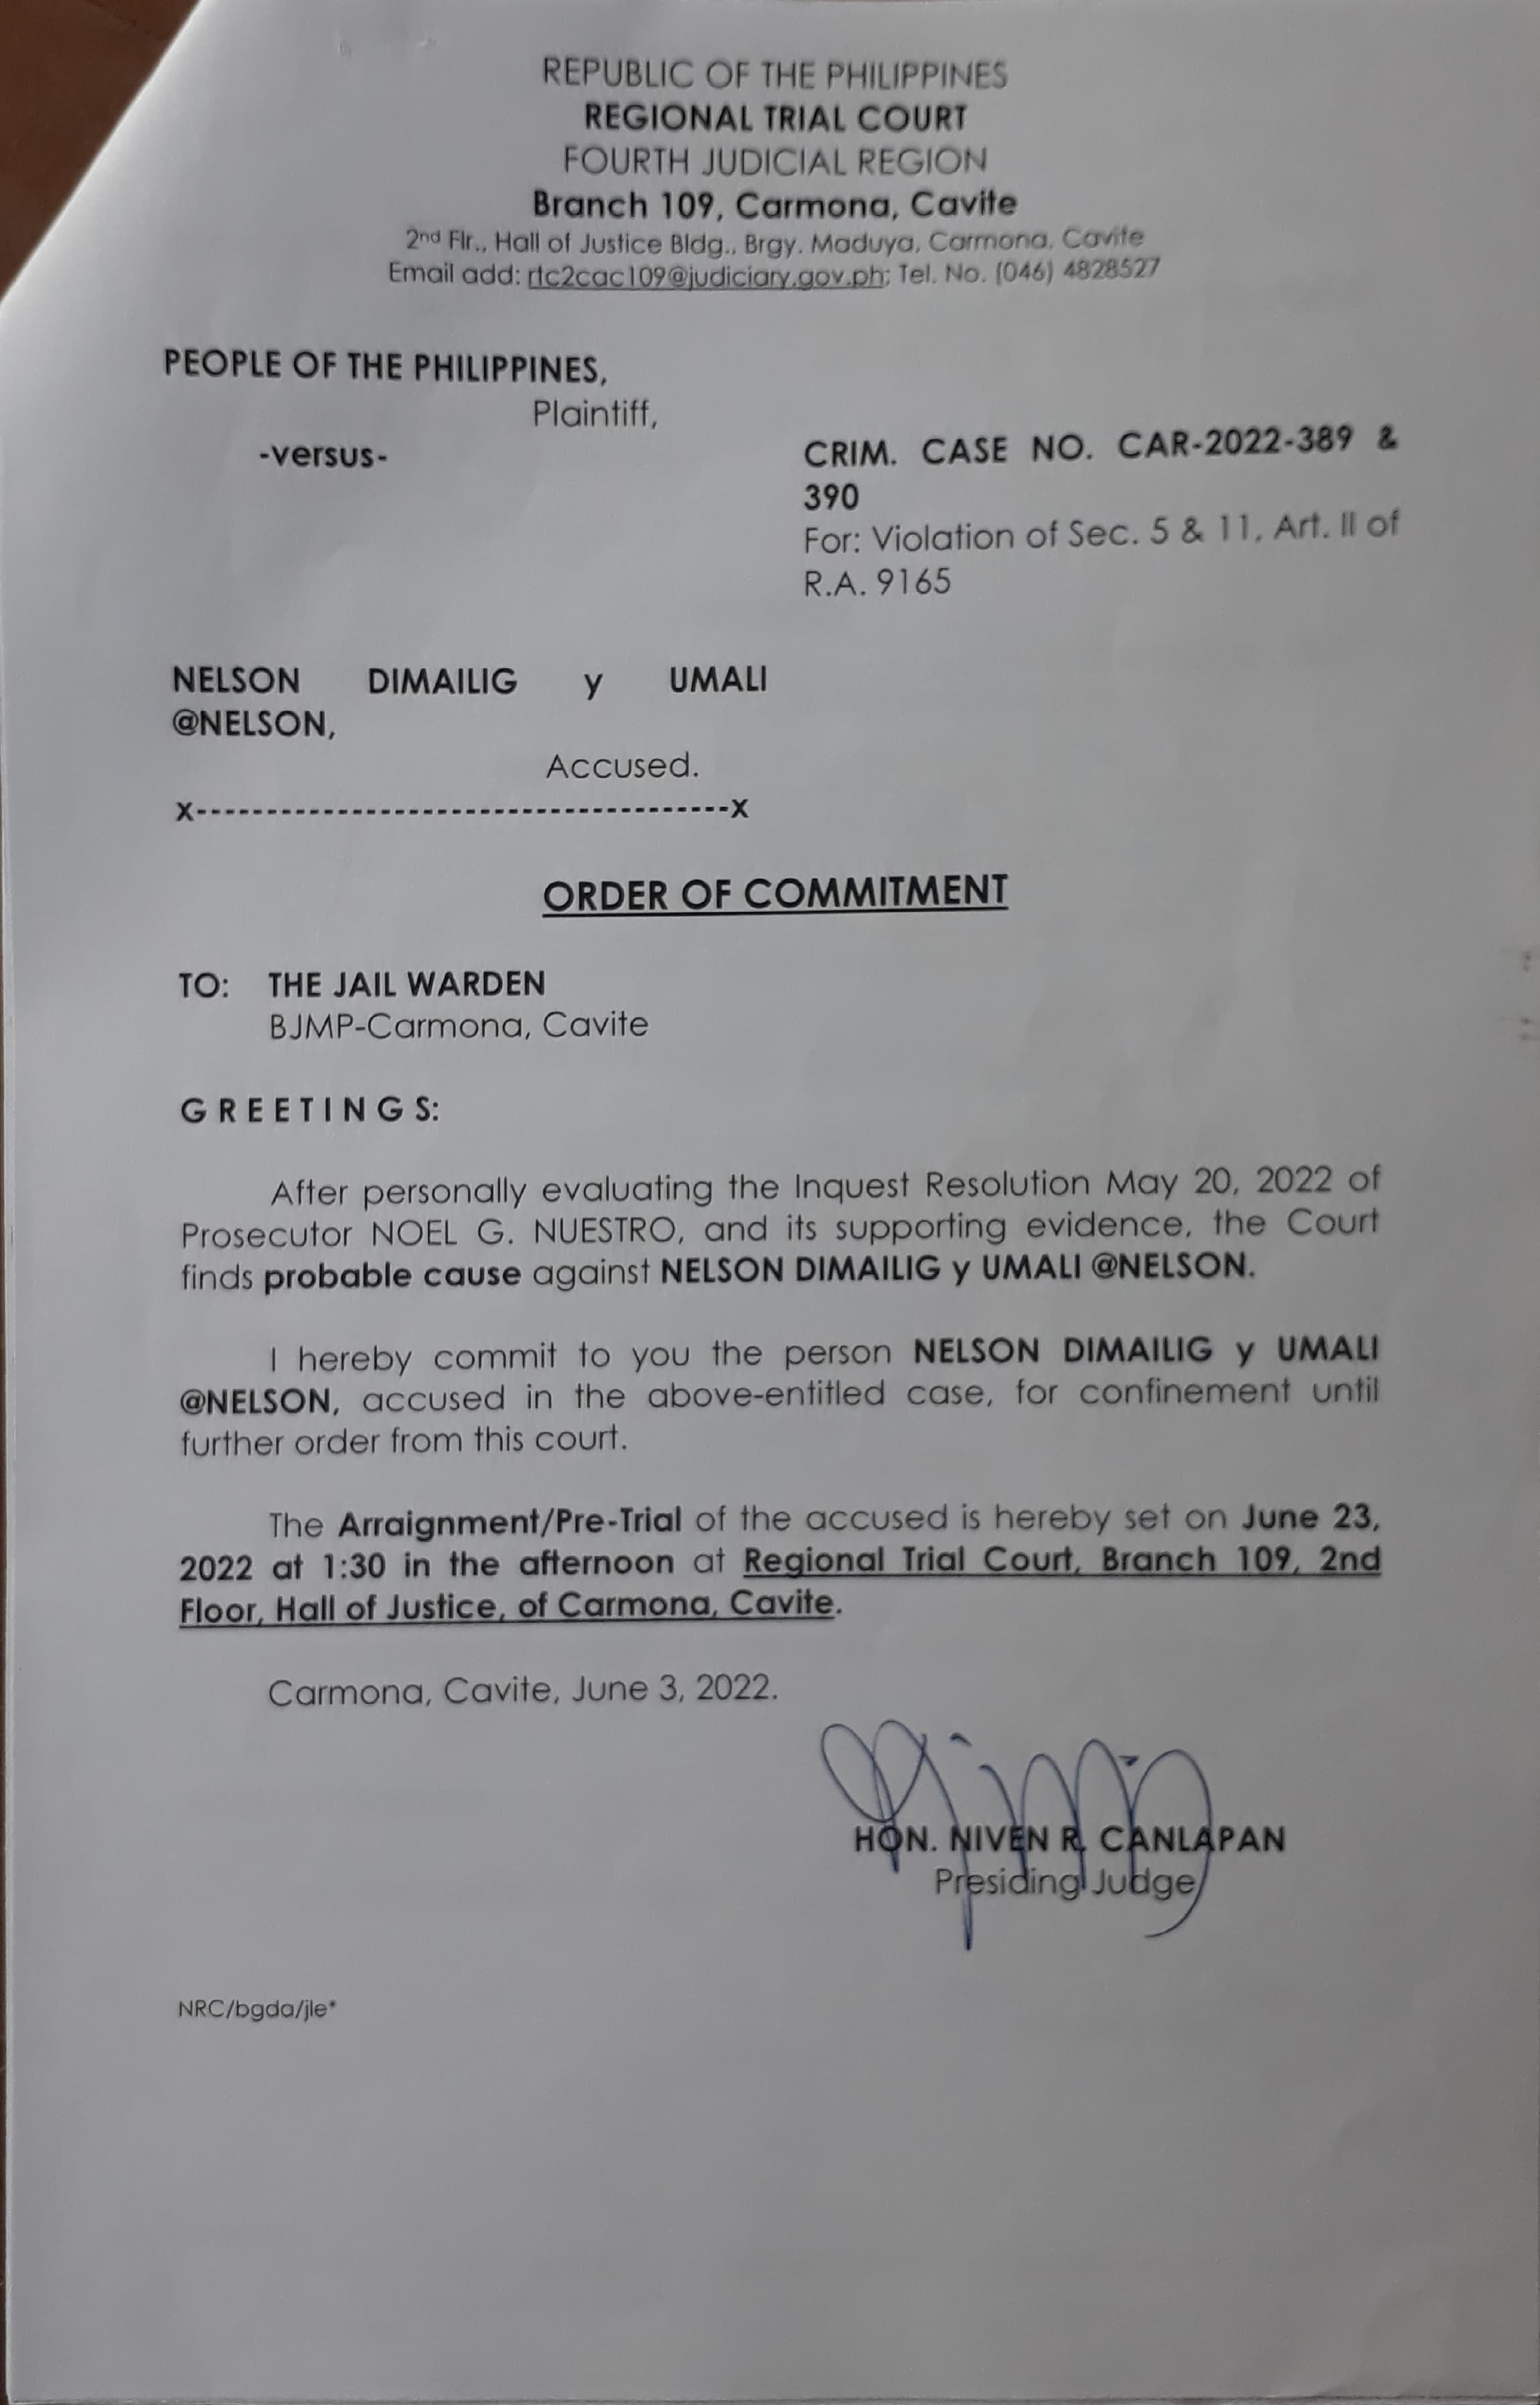 REPUBLIC OF THE PHILIPPINES
REGIONAL TRIAL COURT
FOURTH JUDICIAL REGION
Branch 109, Carmona, Cavite
2nd Flr., Hall of Justice Bldg., Brgy. Maduya, Carmona, Cavite
Email add: rtc2cac109@judiciary.gov.ph; Tel. No. (046) 4828527
PEOPLE OF THE PHILIPPINES,
Plaintiff,
-versus-
CRIM. CASE NO. CAR-2022-389 &
390
For: Violation of Sec. 5 & 11, Art. II of
R.A. 9165
NELSON DIMAILIG y UMALI
@NELSON,
Accused.
x--------------------------------------x
ORDER OF COMMITMENT
TO: THE JAIL WARDEN
BJMP-Carmona, Cavite
G R E E T I N G S:
After personally evaluating the Inquest Resolution May 20, 2022 of
Prosecutor NOEL G. NUESTRO, and its supporting evidence, the Court
finds probable cause against NELSON DIMAILIG y UMALI @NELSON.
I hereby commit to you the person NELSON DIMAILIG y UMALI
@NELSON, accused in the above-entitled case, for confinement until
further order from this court.
The Arraignment/Pre-Trial of the accused is hereby set on June 23,
2022 at 1:30 in the afternoon at Regional Trial Court, Branch 109, 2nd
Floor, Hall of Justice, of Carmona, Cavite.
Carmona, Cavite, June 3, 2022.
HON. NIVEN R. CANLAPAN
Presiding Judge
NRC/bgda/jle*